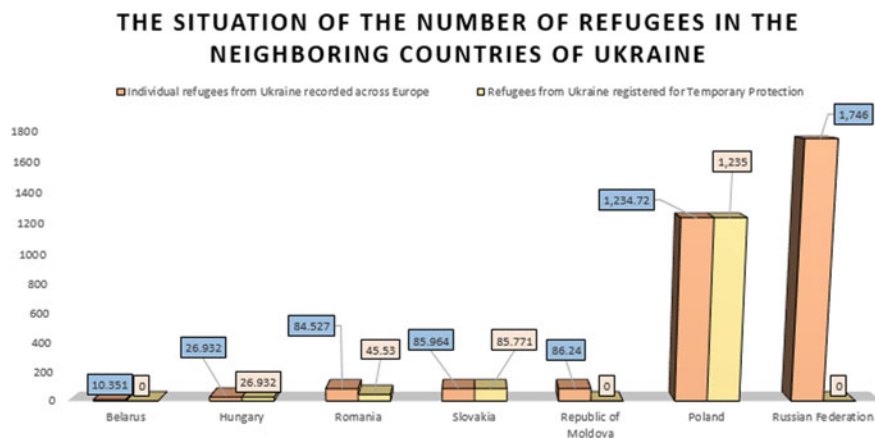 THE SITUATION OF THE NUMBER OF REFUGEES IN THE
NEIGHBORING COUNTRIES OF UKRAINE
Individual refugees from Ukraine recorded across Europe
Refugees from Ukraine registered for Temporary Protection
1800
1600
1400
1200
1000
800
600
400
200
0
10.351
0
26.932
26.932
84.527
45.53
85.964
85.771
86.24
0
1,234.72
1,235
1,746
0
Belarus
Hungary
Romania
Slovakia
Republic of
Moldova
Poland
Russian Federation